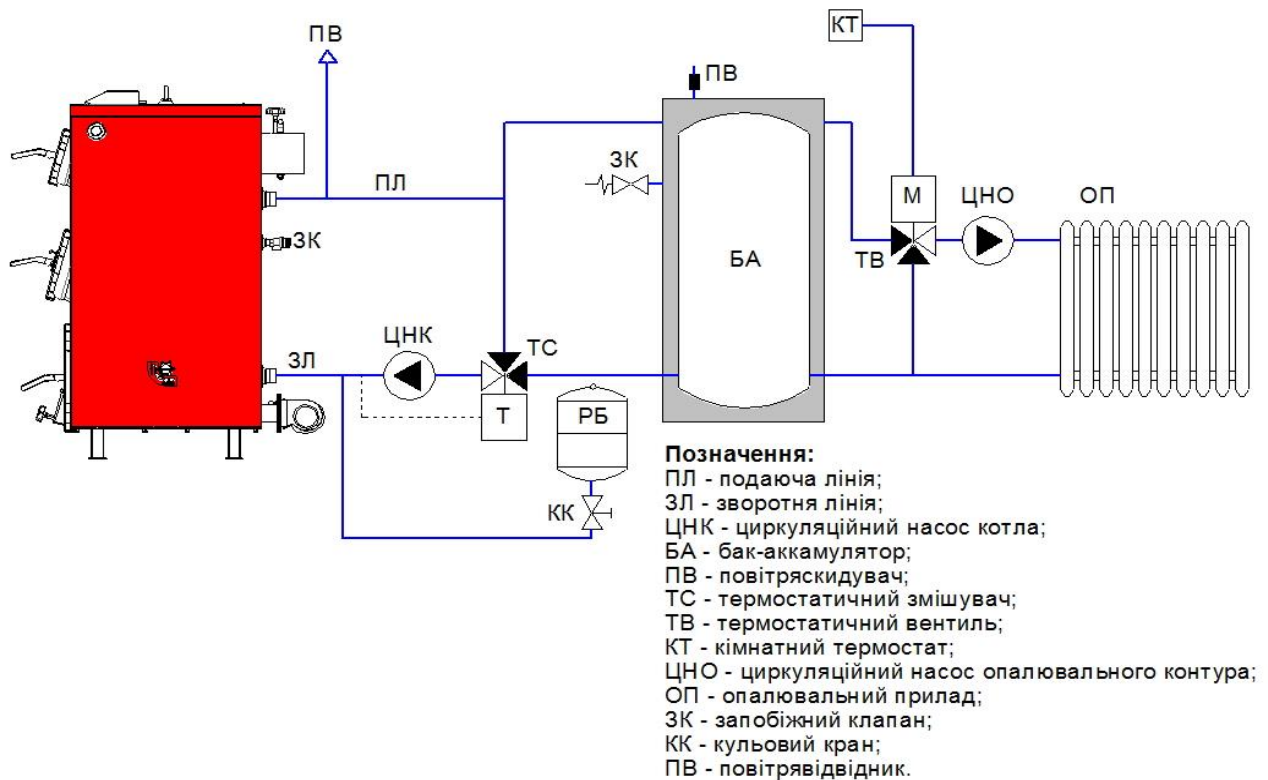 КТ
ПВ
ПВ
ЗК
ПЛ
М
ЦНО
ОП
ЗК
БА
ТВ
ЦНК
ТС
ЗЛ
Т
РБ
КК
Позначення:
ПЛ - подаюча лінія;
ЗЛ - зворотня лінія;
ЦНК - циркуляційний насос котла;
БА - бак-аккамулятор;
ПВ - повітряскидувач;
ТС - термостатичний змішувач;
ТВ - термостатичний вентиль;
КТ - кімнатний термостат;
ЦНО - циркуляційний насос опалювального контура;
ОП - опалювальний прилад;
ЗК - запобіжний клапан;
КК - кульовий кран;
ПВ - повітрявідвідник.